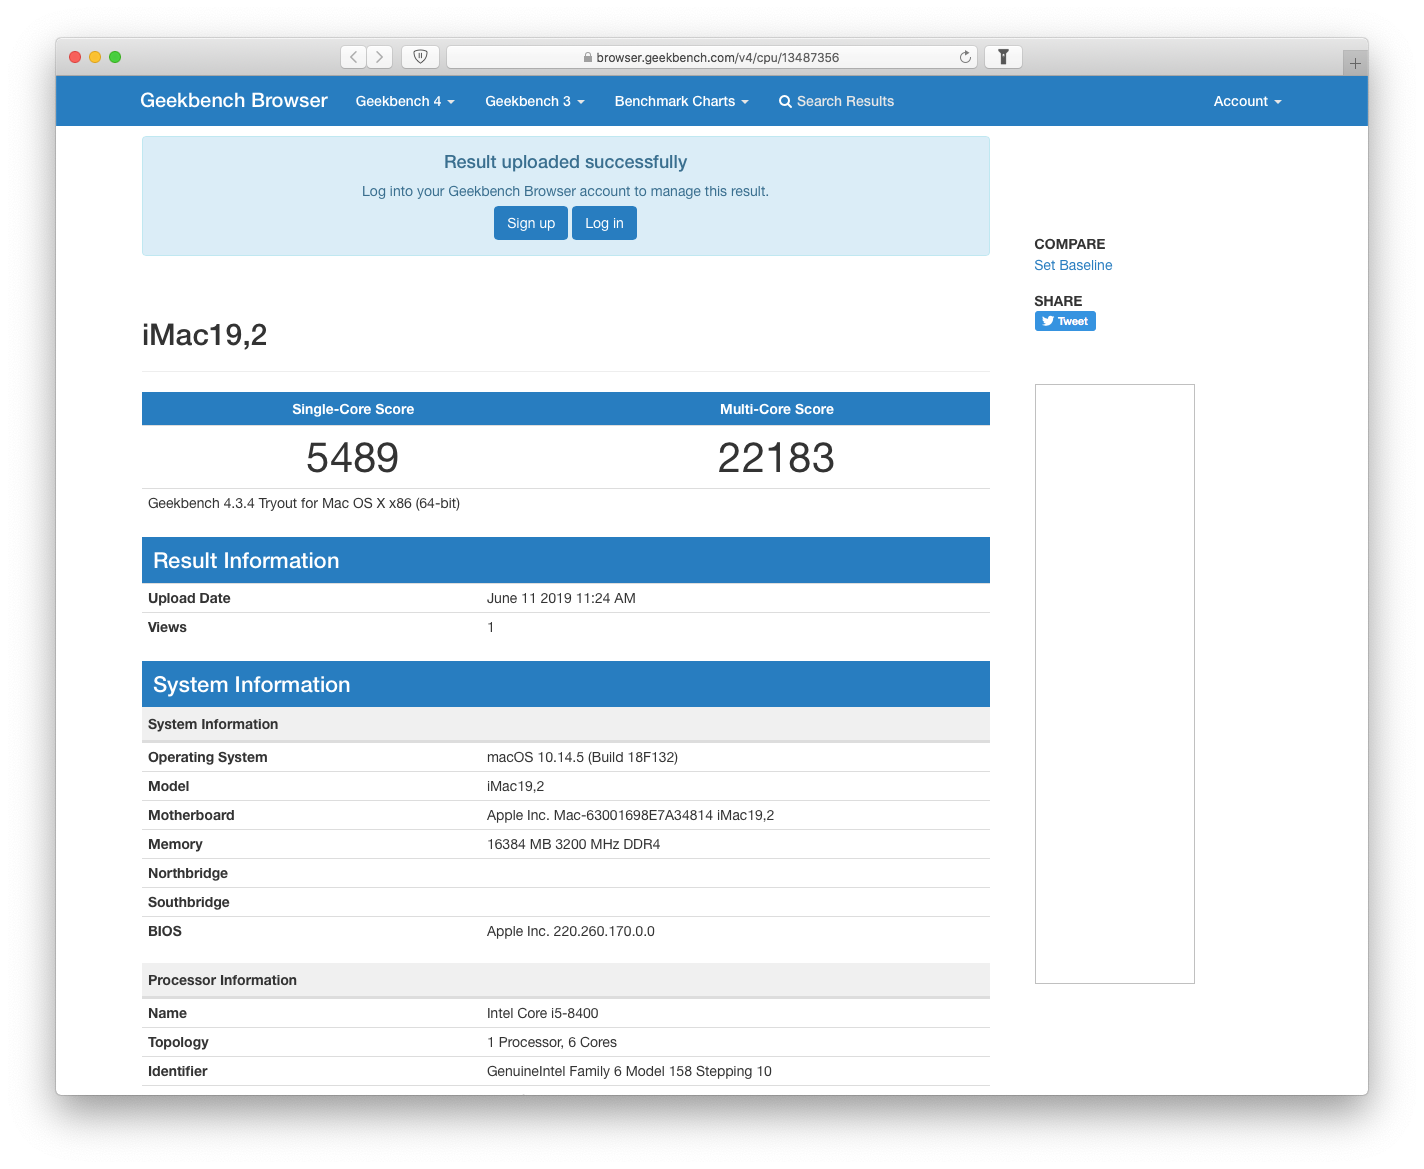 browser.geekbench.com/v4/cpu/13487356
Geekbench Browser Geekbench 4 Geekbench 3 Benchmark Charts Search Results Account
Result uploaded successfully
Log into your Geekbench Browser account to manage this result.
Sign up Log in
COMPARE
Set Baseline
SHARE
Tweet
iMac19,2
Single-Core Score Multi-Core Score
5489 22183
Geekbench 4.3.4 Tryout for Mac OS X x86 (64-bit)
Result Information
Upload Date June 11 2019 11:24 AM
Views 1
System Information
System Information
Operating System macOS 10.14.5 (Build 18F132)
Model iMac19,2
Motherboard Apple Inc. Mac-63001698E7A34814 iMac19,2
Memory 16384 MB 3200 MHz DDR4
Northbridge
Southbridge
BIOS Apple Inc. 220.260.170.0.0
Processor Information
Name Intel Core i5-8400
Topology 1 Processor, 6 Cores
Identifier GenuineIntel Family 6 Model 158 Stepping 10